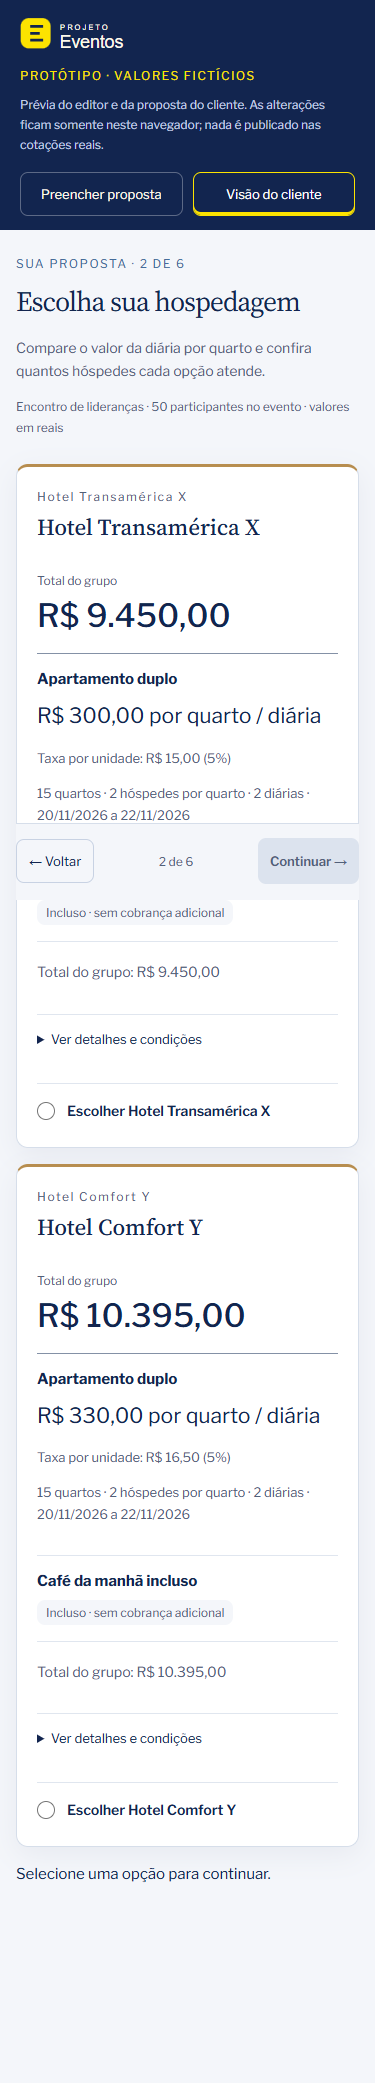 PROJETO
Eventos
PROTÓTIPO · VALORES FICTÍCIOS
Prévia do editor e da proposta do cliente. As alterações
ficam somente neste navegador; nada é publicado nas
cotações reais.
Preencher proposta
Visão do cliente
SUA PROPOSTA · 2 DE 6
Escolha sua hospedagem
Compare o valor da diária por quarto e confira
quantos hóspedes cada opção atende.
Encontro de lideranças · 50 participantes no evento · valores
em reais
Hotel Transamérica X
Hotel Transamérica X
Total do grupo
R$ 9.450,00
Apartamento duplo
R$ 300,00 por quarto / diária
Taxa por unidade: R$ 15,00 (5%)
15 quartos · 2 hóspedes por quarto · 2 diárias ·
20/11/2026 a 22/11/2026
← Voltar
2 de 6
Continuar →
Incluso · sem cobrança adicional
Total do grupo: R$ 9.450,00
▶ Ver detalhes e condições
Escolher Hotel Transamérica X
Hotel Comfort Y
Hotel Comfort Y
Total do grupo
R$ 10.395,00
Apartamento duplo
R$ 330,00 por quarto / diária
Taxa por unidade: R$ 16,50 (5%)
15 quartos · 2 hóspedes por quarto · 2 diárias ·
20/11/2026 a 22/11/2026
Café da manhã incluso
Incluso · sem cobrança adicional
Total do grupo: R$ 10.395,00
▶ Ver detalhes e condições
Escolher Hotel Comfort Y
Selecione uma opção para continuar.